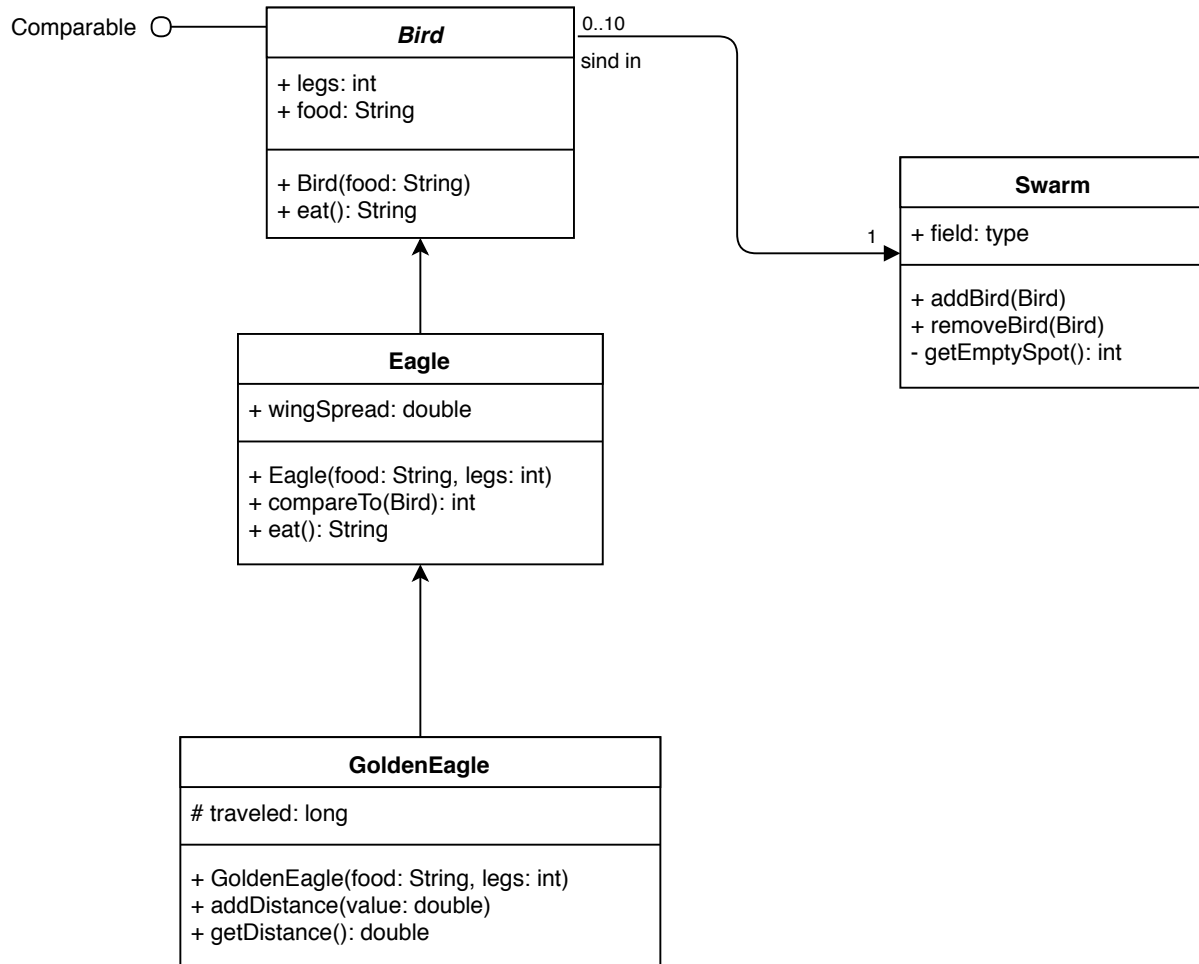 Comparable
Bird
+ legs: int
+ food: String
+ Bird(food: String)
+ eat(): String
0..10
sind in
1
Swarm
+ field: type
+ addBird(Bird)
+ removeBird(Bird)
- getEmptySpot(): int
Eagle
+ wingSpread: double
+ Eagle(food: String, legs: int)
+ compareTo(Bird): int
+ eat(): String
GoldenEagle
# traveled: long
+ GoldenEagle(food: String, legs: int)
+ addDistance(value: double)
+ getDistance(): double